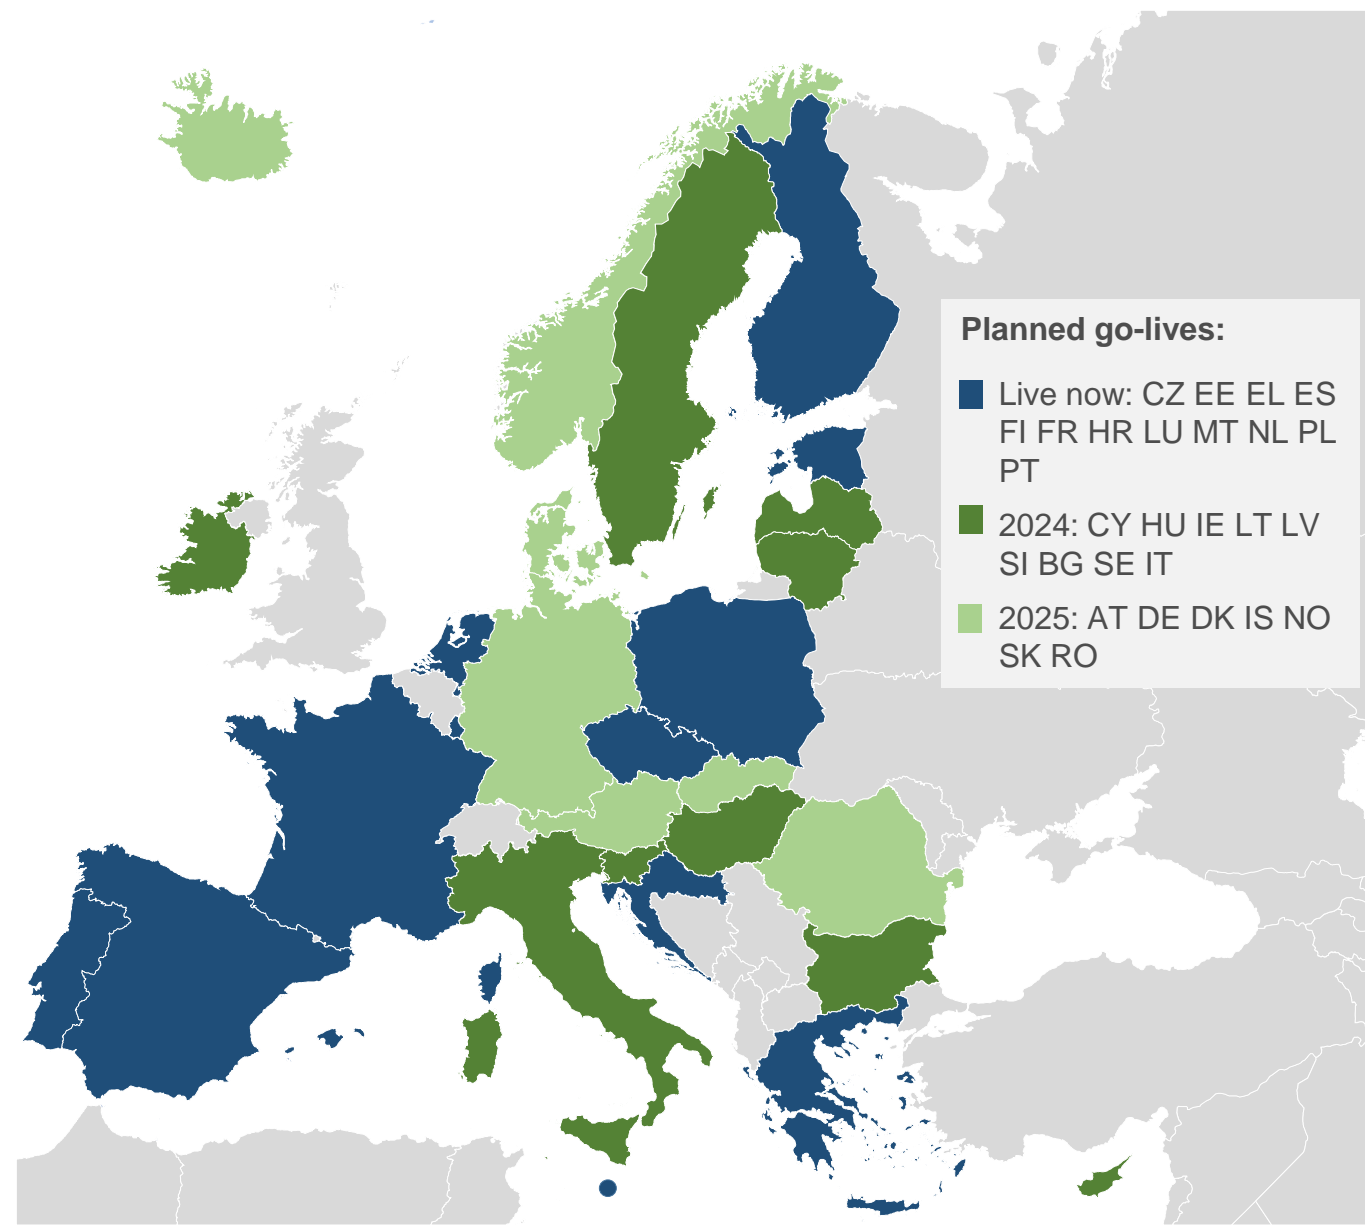 Planned go-lives:
Live now: CZ EE EL ES
FI FR HR LU MT NL PL
PT
2024: CY HU IE LT LV
SI BG SE IT
2025: AT DE DK IS NO
SK RO